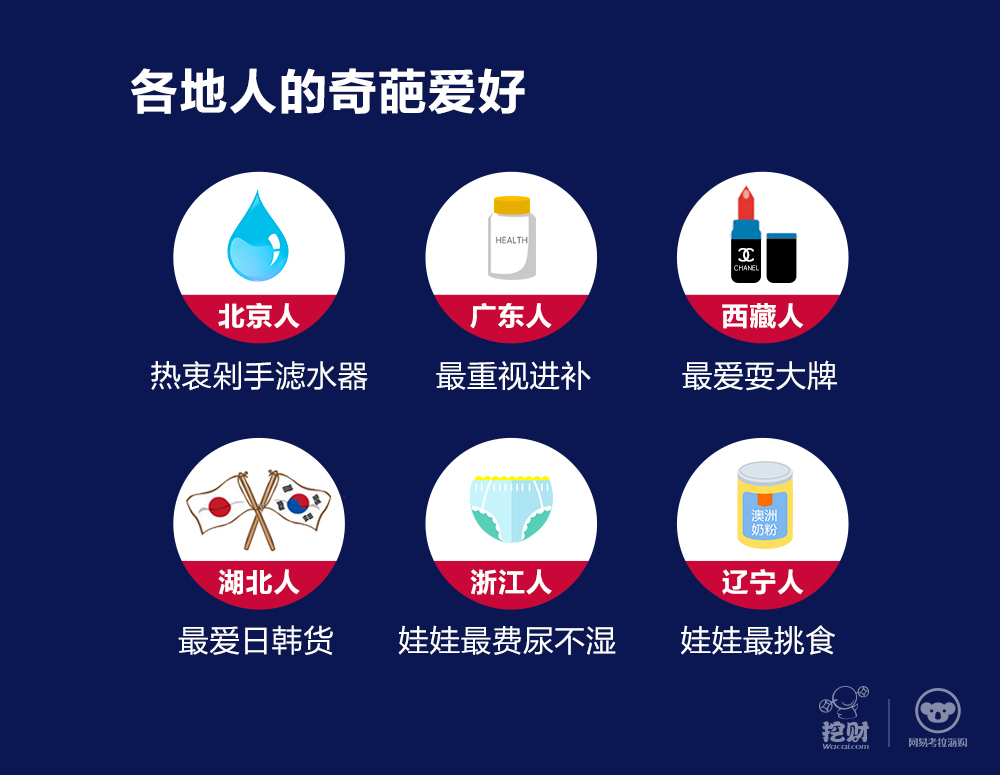 各地人的奇葩爱好
HEALTH
CHANEL
北京人
广东人
西藏人
热衷剁手滤水器
最重视进补
最爱耍大牌
澳洲
奶粉
湖北人
浙江人
辽宁人
最爱日韩货
娃娃最费尿不湿
娃娃最挑食
挖财
Wacai.com
网易考拉海购